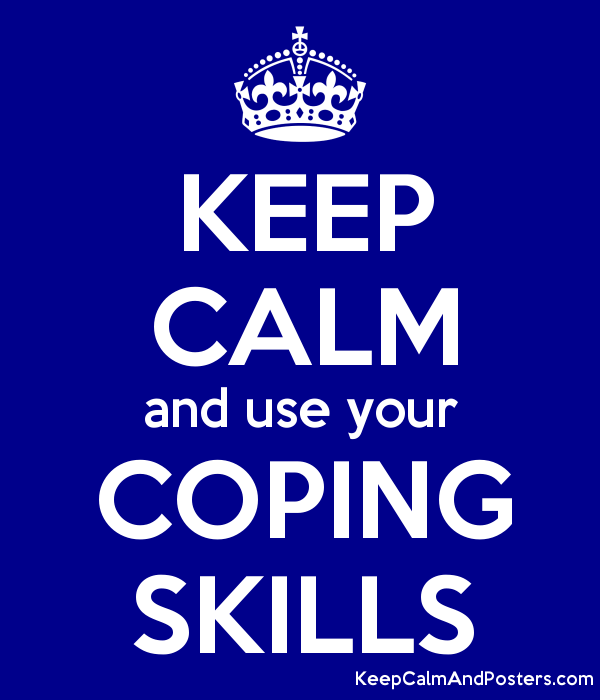 KEEP
CALM
and use your
COPING
SKILLS
KeepCalmAndPosters.com